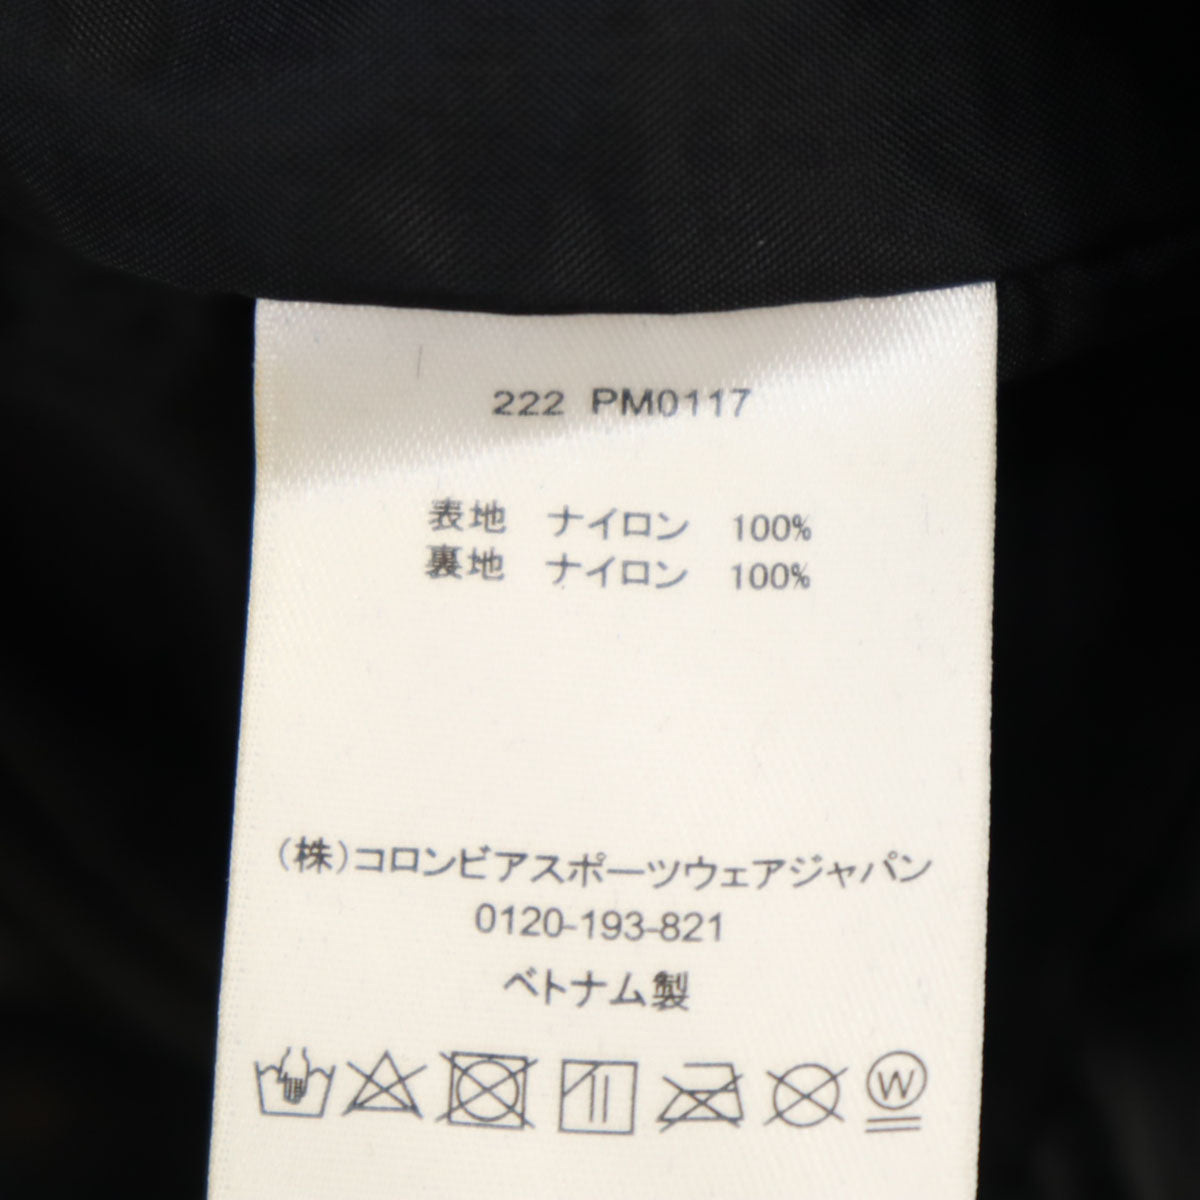 222 PM0117
表地 ナイロン 100%
裏地 ナイロン 100%
(株)コロンビアスポーツウェアジャパン
0120-193-821
ベトナム製
W